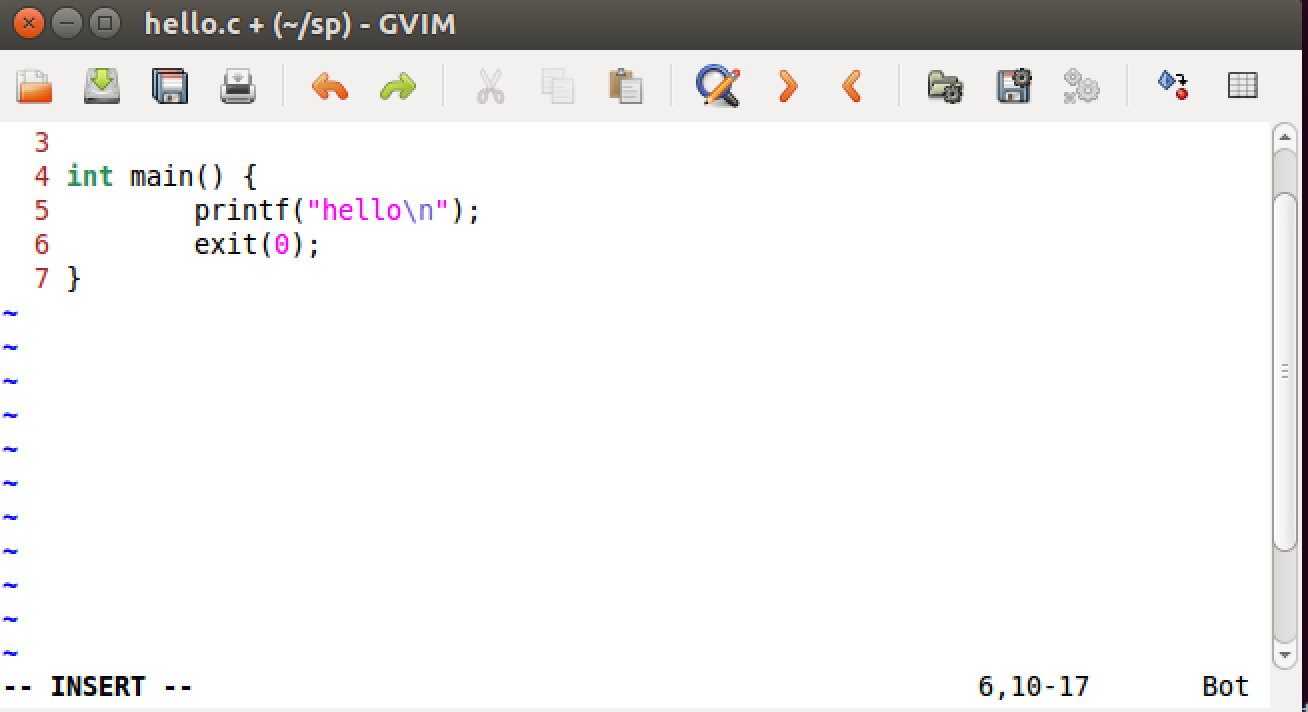 hello.c + (~/sp) - GVIM
3
4 int main() {
5         printf("hello\n");
6         exit(0);
7 }
~
~
~
~
~
~
~
~
~
~
~
-- INSERT -- 6,10-17 Bot